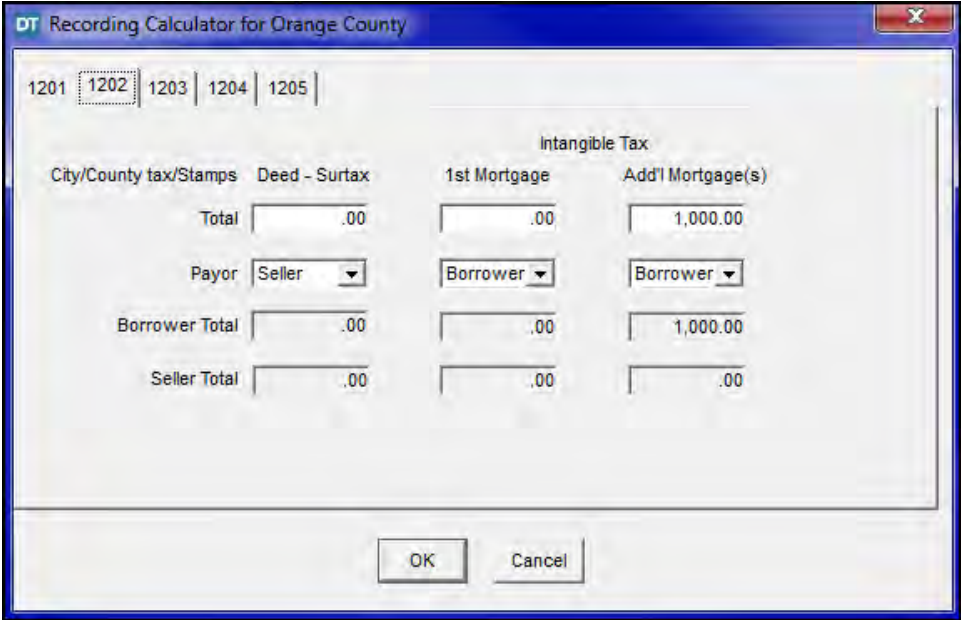 DT Recording Calculator for Orange County
1201 1202 1203 1204 1205
Intangible Tax
City/County tax/Stamps Deed - Surtax 1st Mortgage Add'l Mortgage(s)
Total .00 .00 1,000.00
Payor Seller Borrower Borrower
Borrower Total .00 .00 1,000.00
Seller Total .00 .00 .00
OK Cancel